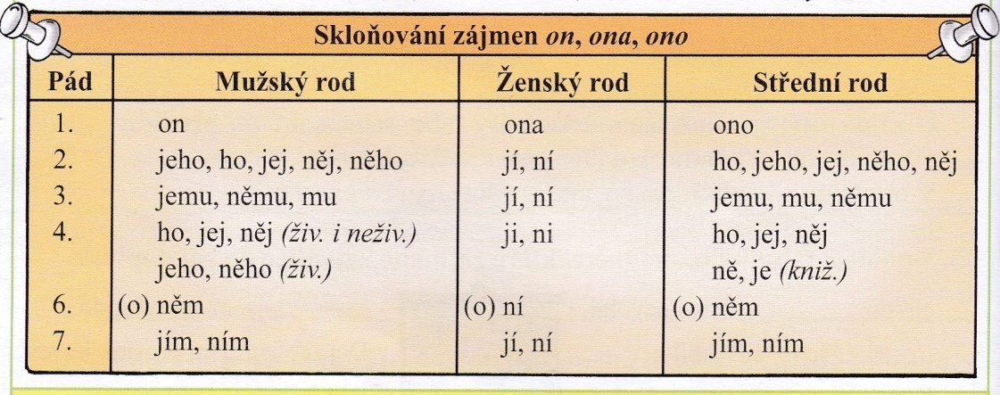 Skloňování zájmen on, ona, ono
Pád Mužský rod Ženský rod Střední rod
1. on ona ono
2. jeho, ho, jej, něj, něho jí, ní ho, jeho, jej, něho, něj
3. jemu, němu, mu jí, ní jemu, mu, němu
4. ho, jej, něj (živ. i neživ.) ji, ni ho, jej, něj
jeho, něho (živ.) ně, je (kniž.)
6. (o) něm (o) ní (o) něm
7. jím, ním jí, ní jím, ním